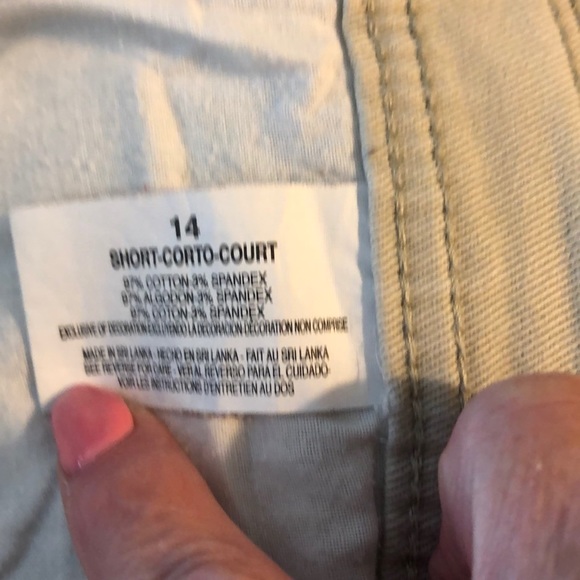 14
SHORT-CORTO-COURT
97% COTTON-3% SPANDEX
97% ALGODON-3% SPANDEX
97% COTON-3% SPANDEX
EXCLUSIVE OF DECORATION-EXCLUYENDO LA DECORACION-DECORATION NON COMPRISE
MADE IN SRI LANKA - HECHO EN SRI LANKA - FAIT AU SRI LANKA
SEE REVERSE FOR CARE - VER AL REVERSO PARA EL CUIDADO-
VOIR LES INSTRUCTIONS D'ENTRETIEN AU DOS